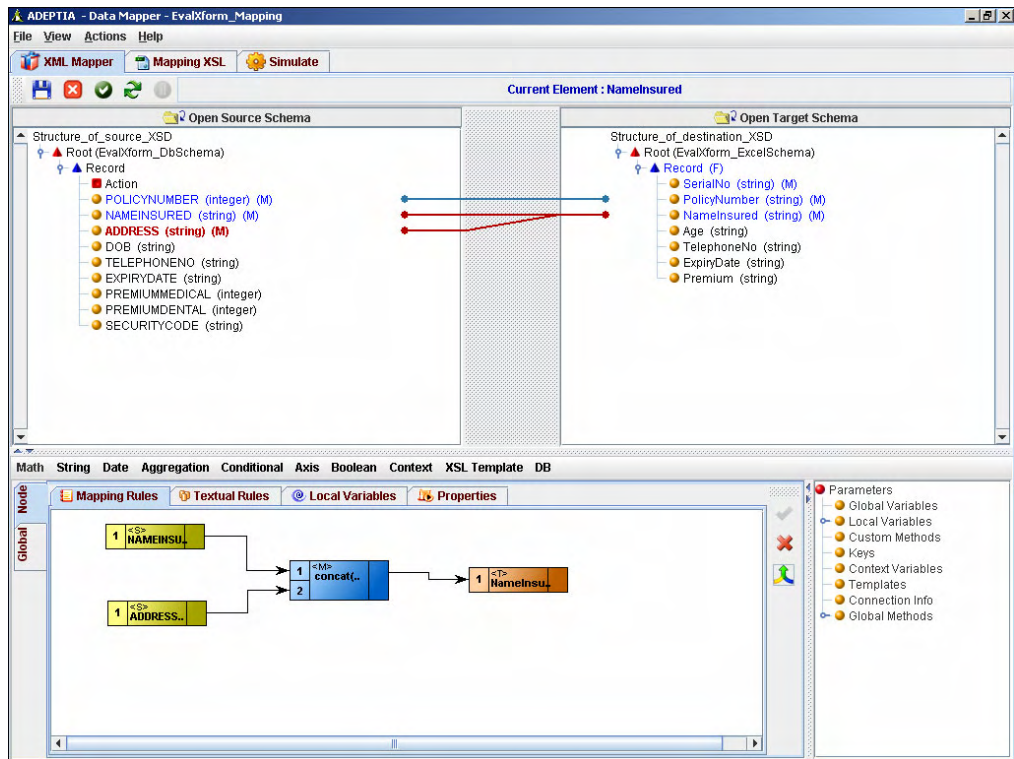 ADEPTIA - Data Mapper - EvalXform_Mapping
File View Actions Help
XML Mapper Mapping XSL Simulate
Current Element : NameInsured
Open Source Schema
Structure_of_source_XSD
Root (EvalXform_DbSchema)
Record
Action
POLICYNUMBER (integer) (M)
NAMEINSURED (string) (M)
ADDRESS (string) (M)
DOB (string)
TELEPHONENO (string)
EXPIRYDATE (string)
PREMIUMMEDICAL (integer)
PREMIUMDENTAL (integer)
SECURITYCODE (string)
Open Target Schema
Structure_of_destination_XSD
Root (EvalXform_ExcelSchema)
Record (F)
SerialNo (string) (M)
PolicyNumber (string) (M)
NameInsured (string) (M)
Age (string)
TelephoneNo (string)
ExpiryDate (string)
Premium (string)
Math String Date Aggregation Conditional Axis Boolean Context XSL Template DB
Node
Global
Mapping Rules Textual Rules Local Variables Properties
1 <S> NAMEINSU..
1 <S> ADDRESS..
1 <M> concat(..
2
1 <T> NameInsu..
Parameters
Global Variables
Local Variables
Custom Methods
Keys
Context Variables
Templates
Connection Info
Global Methods